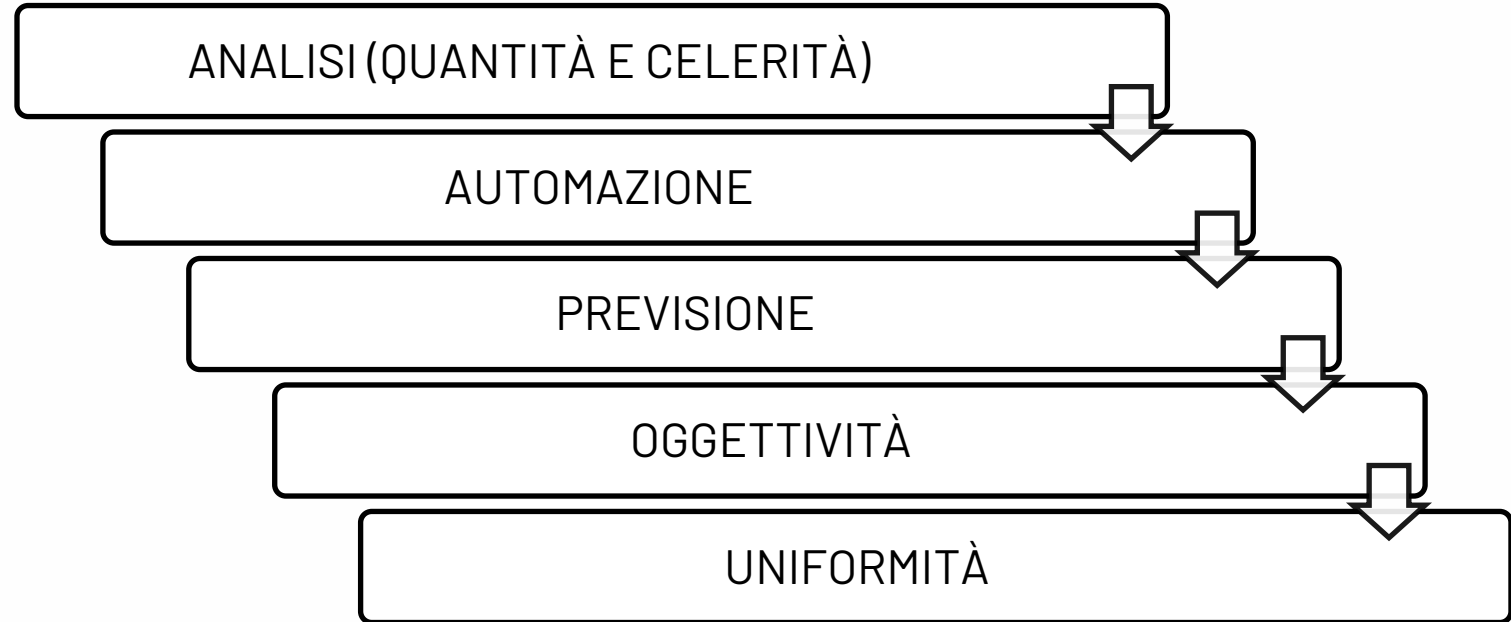 ANALISI (QUANTITÀ E CELERITÀ)
AUTOMAZIONE
PREVISIONE
OGGETTIVITÀ
UNIFORMITÀ